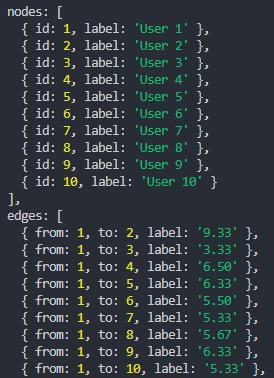 nodes: [
{ id: 1, label: 'User 1' },
{ id: 2, label: 'User 2' },
{ id: 3, label: 'User 3' },
{ id: 4, label: 'User 4' },
{ id: 5, label: 'User 5' },
{ id: 6, label: 'User 6' },
{ id: 7, label: 'User 7' },
{ id: 8, label: 'User 8' },
{ id: 9, label: 'User 9' },
{ id: 10, label: 'User 10' }
],
edges: [
{ from: 1, to: 2, label: '9.33' },
{ from: 1, to: 3, label: '3.33' },
{ from: 1, to: 4, label: '6.50' },
{ from: 1, to: 5, label: '6.33' },
{ from: 1, to: 6, label: '5.50' },
{ from: 1, to: 7, label: '5.33' },
{ from: 1, to: 8, label: '5.67' },
{ from: 1, to: 9, label: '6.33' },
{ from: 1, to: 10, label: '5.33' },